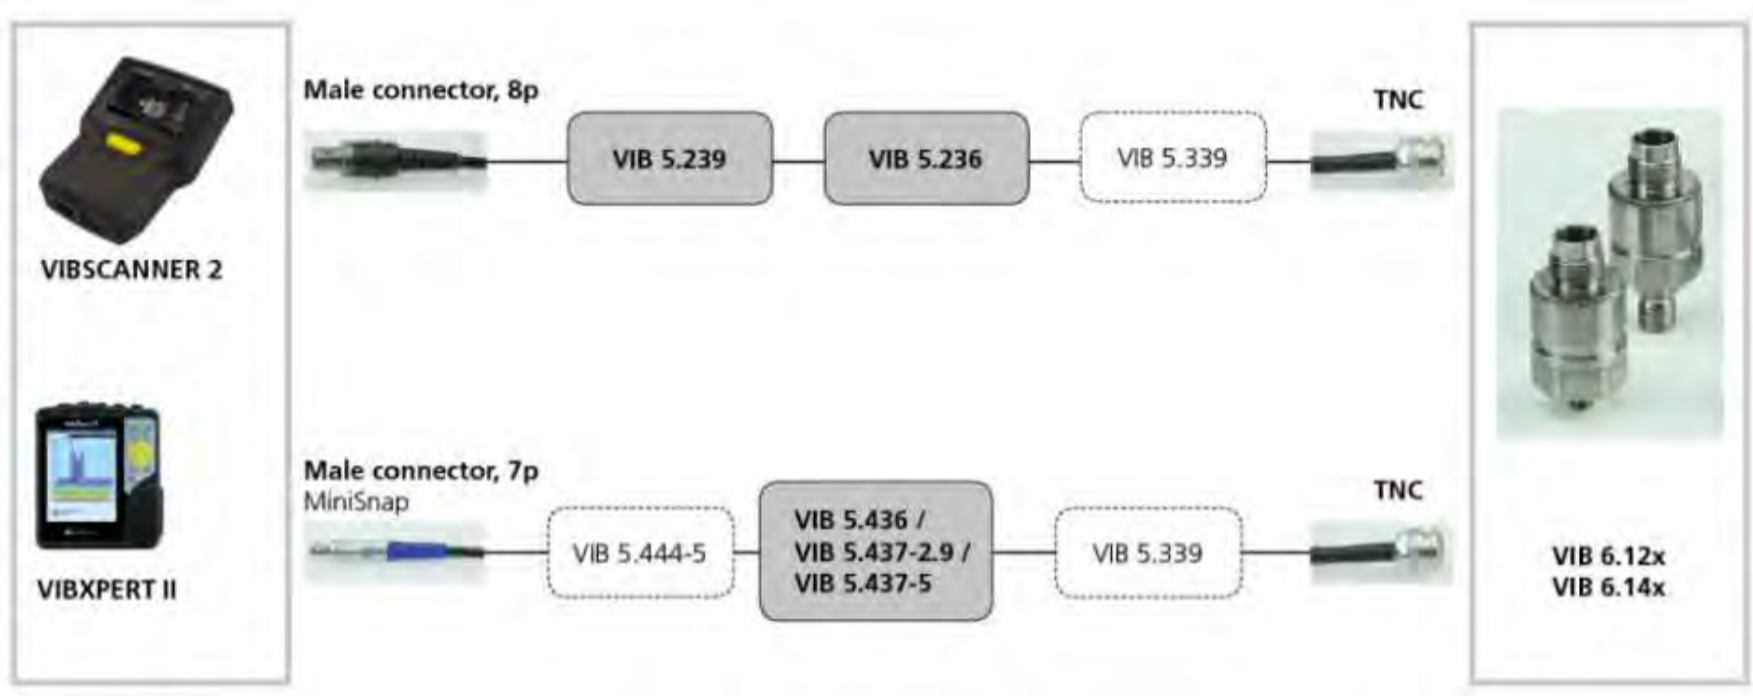 Male connector, 8p
VIB 5.239
VIB 5.236
VIB 5.339
TNC
VIBSCANNER 2
Male connector, 7p
MiniSnap
VIB 5.444-5
VIB 5.436 /
VIB 5.437-2.9 /
VIB 5.437-5
VIB 5.339
TNC
VIBXPERT II
VIB 6.12x
VIB 6.14x